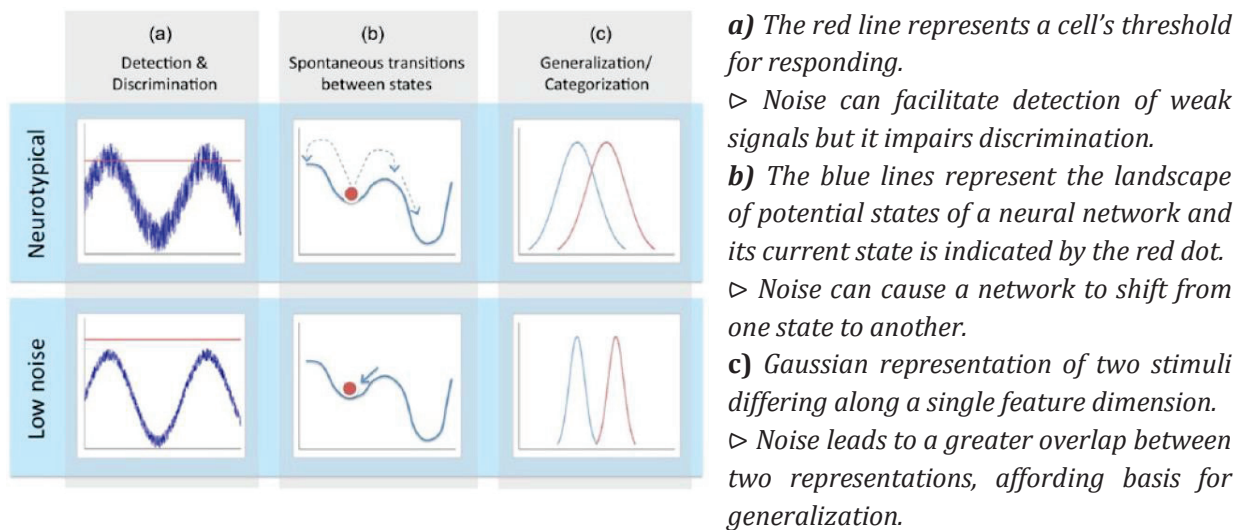 (a)
Detection &
Discrimination
(b)
Spontaneous transitions
between states
(c)
Generalization/
Categorization
Neurotypical
Low noise
a) The red line represents a cell’s threshold
for responding.
▷ Noise can facilitate detection of weak
signals but it impairs discrimination.
b) The blue lines represent the landscape
of potential states of a neural network and
its current state is indicated by the red dot.
▷ Noise can cause a network to shift from
one state to another.
c) Gaussian representation of two stimuli
differing along a single feature dimension.
▷ Noise leads to a greater overlap between
two representations, affording basis for
generalization.